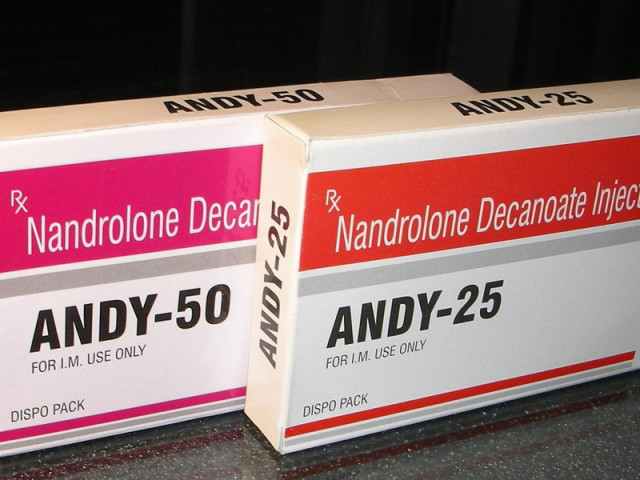 ANDY-50
Rx
Nandrolone Decan
ANDY-50
FOR I.M. USE ONLY
DISPO PACK
ANDY-25
ANDY-25
Rx
Nandrolone Decanoate Inject
ANDY-25
FOR I.M. USE ONLY
DISPO PACK